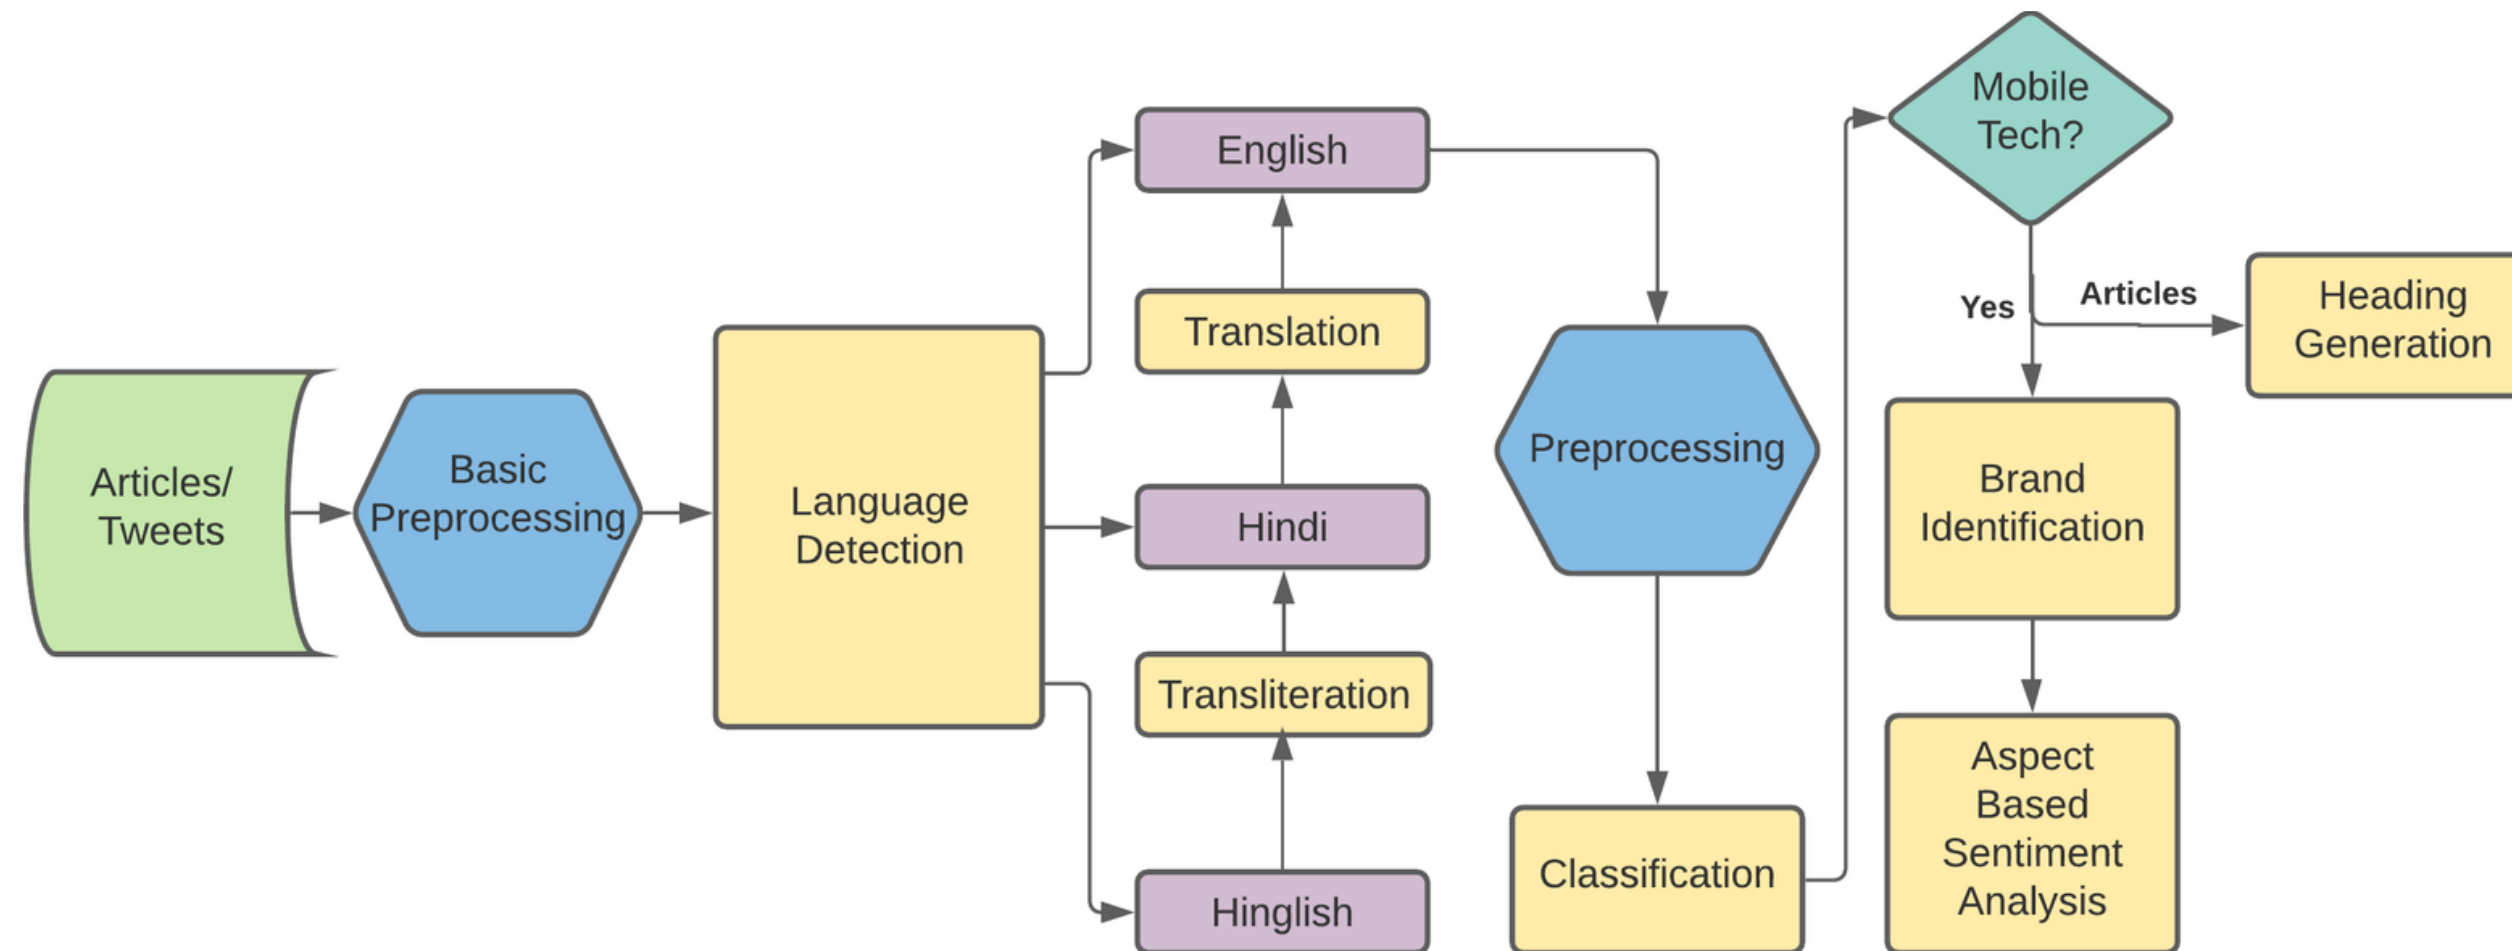 Articles/
Tweets
Basic
Preprocessing
Language
Detection
English
Translation
Hindi
Transliteration
Hinglish
Preprocessing
Classification
Mobile
Tech?
Yes
Articles
Heading
Generation
Brand
Identification
Aspect
Based
Sentiment
Analysis